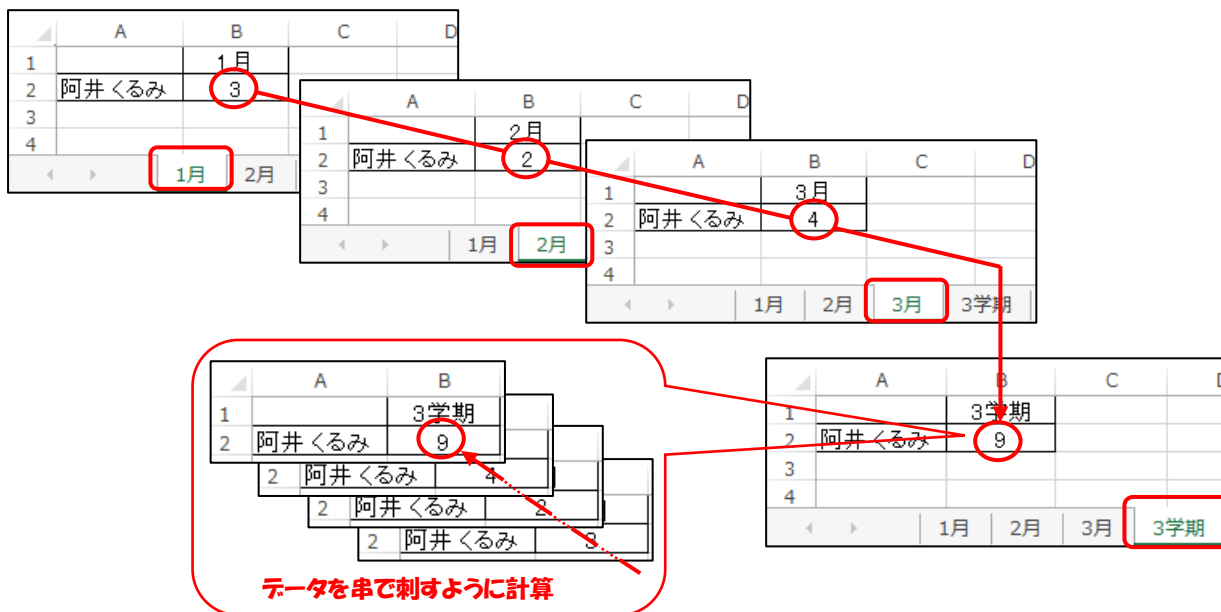 A B C D
1 1月
2 阿井くるみ 3
3
4
1月 2月
A B C D
1 2月
2 阿井くるみ 2
3
4
1月 2月
A B C D
1 3月
2 阿井くるみ 4
3
4
1月 2月 3月 3学期
A B
1 3学期
2 阿井くるみ 9
2 阿井くるみ 4
2 阿井くるみ 2
2 阿井くるみ 3
データを串で刺すように計算
A B C
1 3学期
2 阿井くるみ 9
3
4
1月 2月 3月 3学期